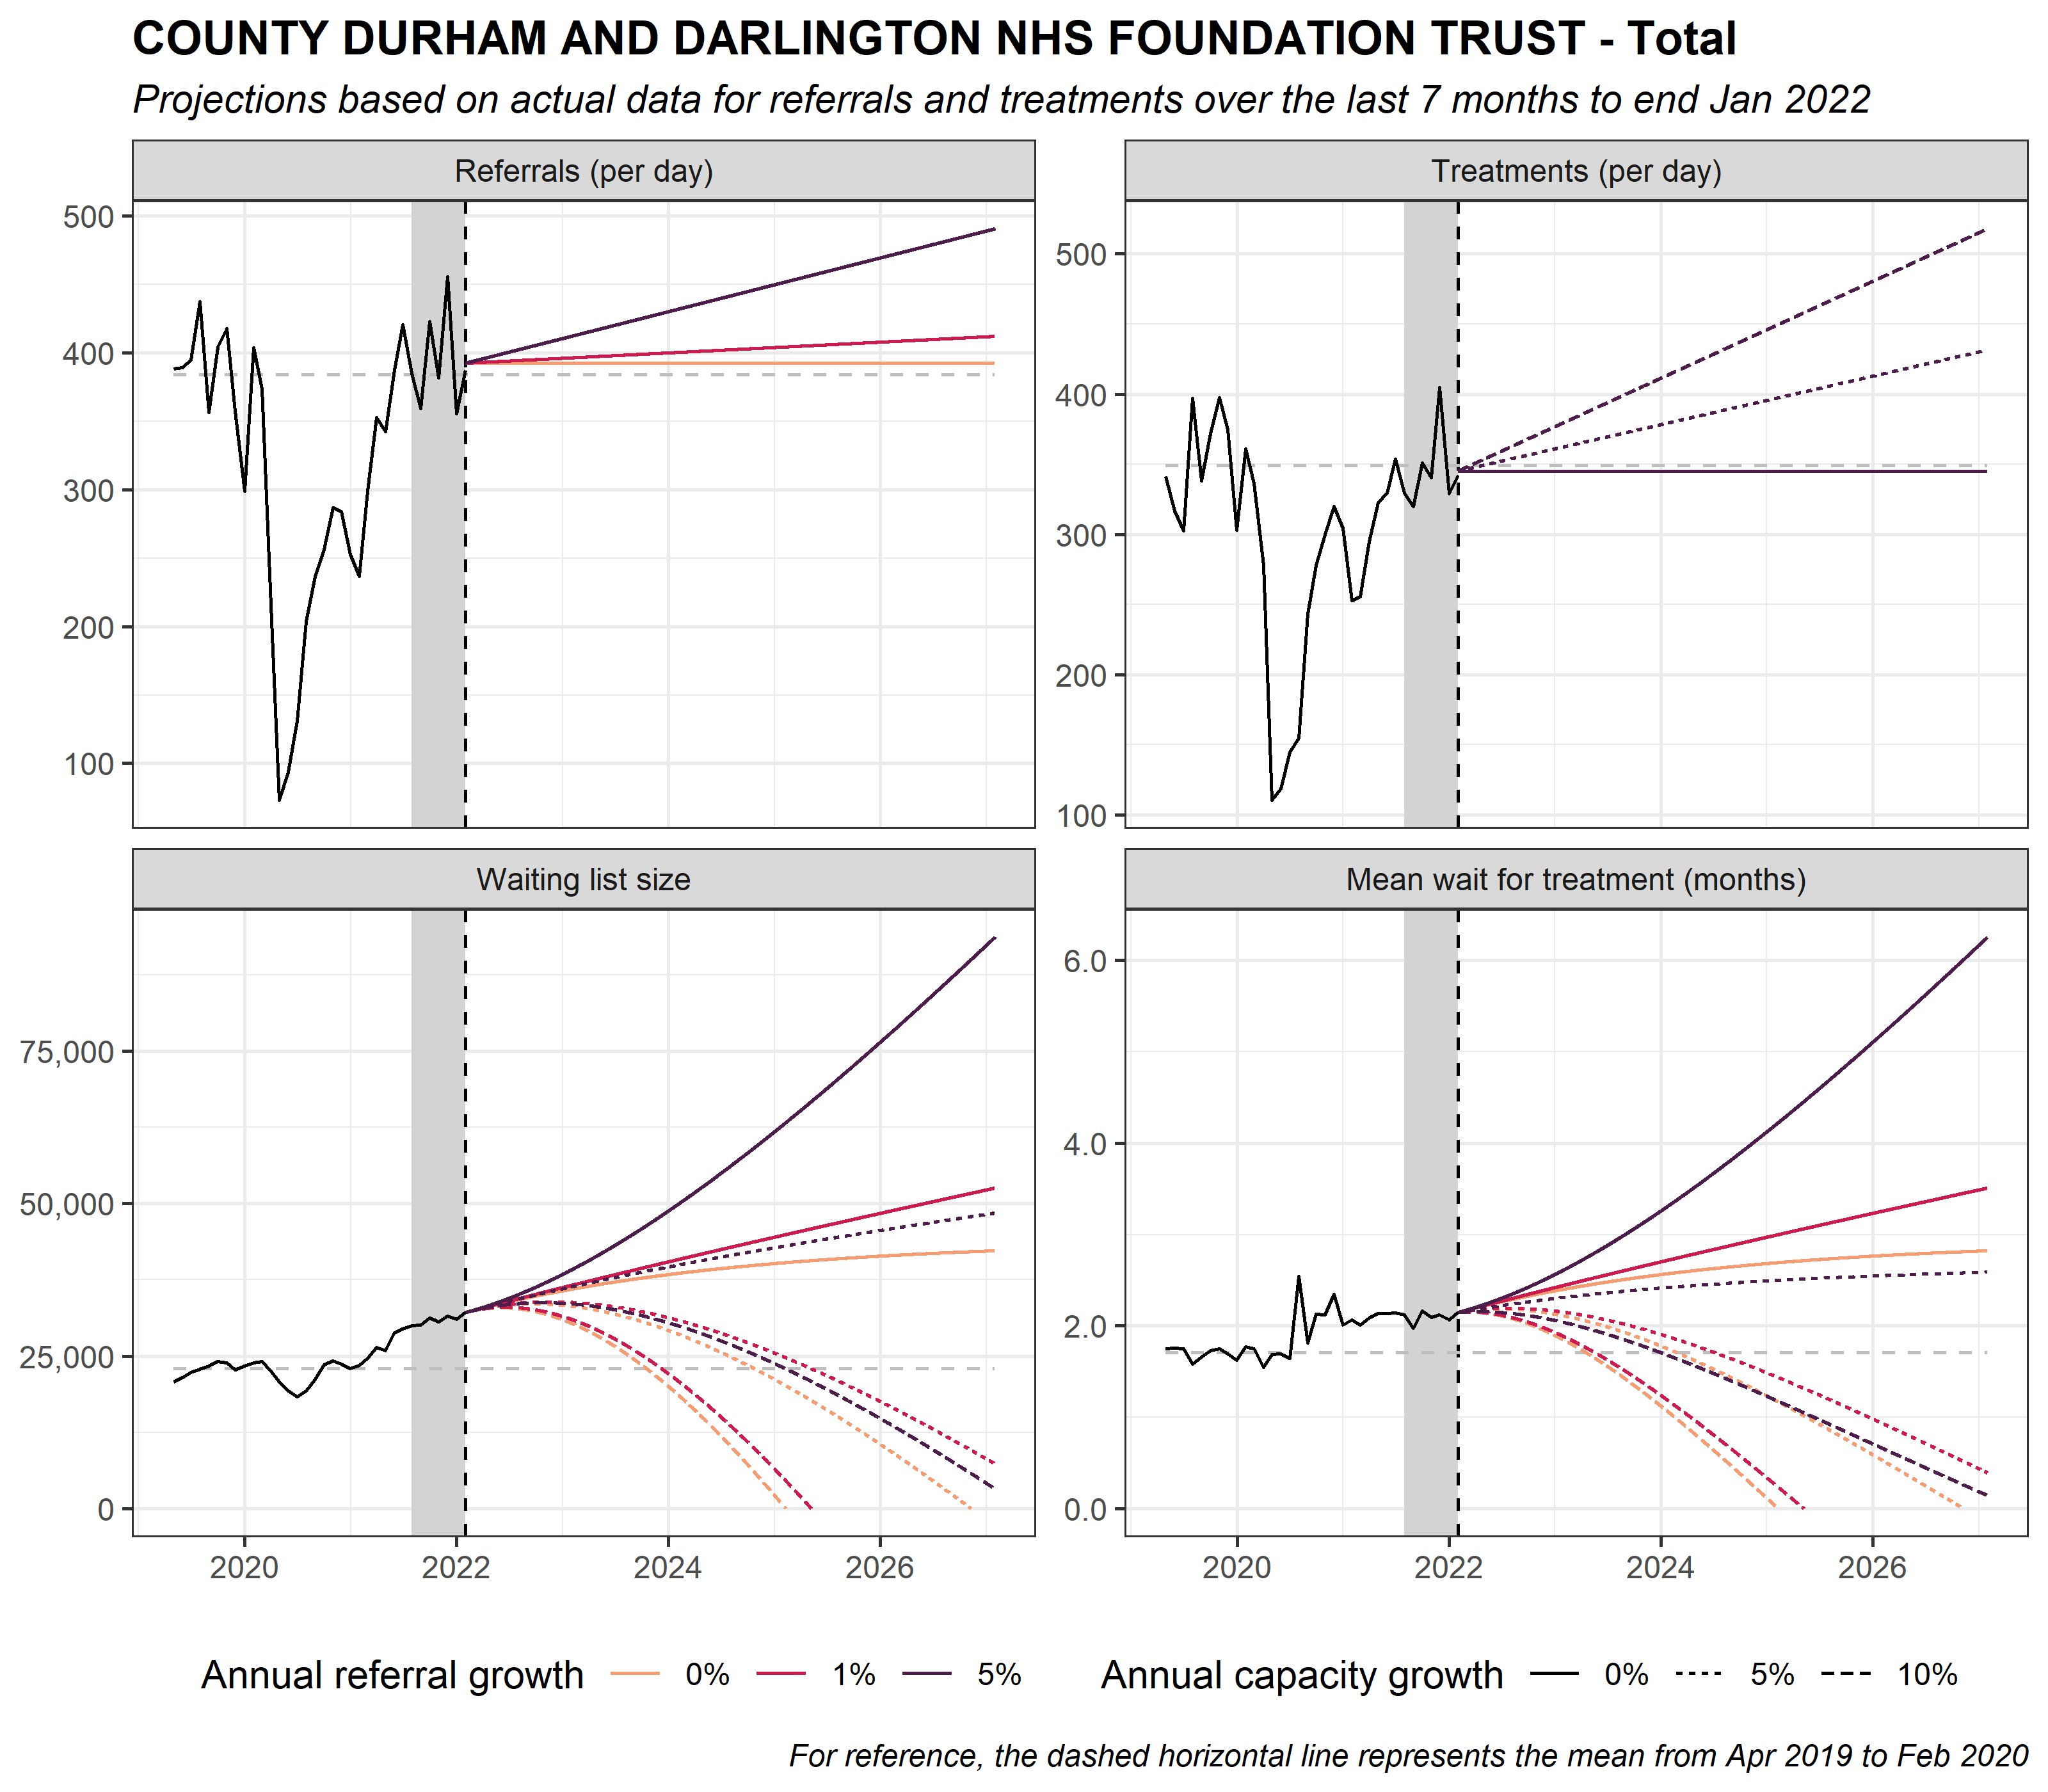 COUNTY DURHAM AND DARLINGTON NHS FOUNDATION TRUST - Total
Projections based on actual data for referrals and treatments over the last 7 months to end Jan 2022
Referrals (per day)
500
400
300
200
100
Treatments (per day)
500
400
300
200
100
Waiting list size
75,000
50,000
25,000
0
2020 2022 2024 2026
Mean wait for treatment (months)
6.0
4.0
2.0
0.0
2020 2022 2024 2026
Annual referral growth 0% 1% 5%
Annual capacity growth 0% 5% 10%
For reference, the dashed horizontal line represents the mean from Apr 2019 to Feb 2020